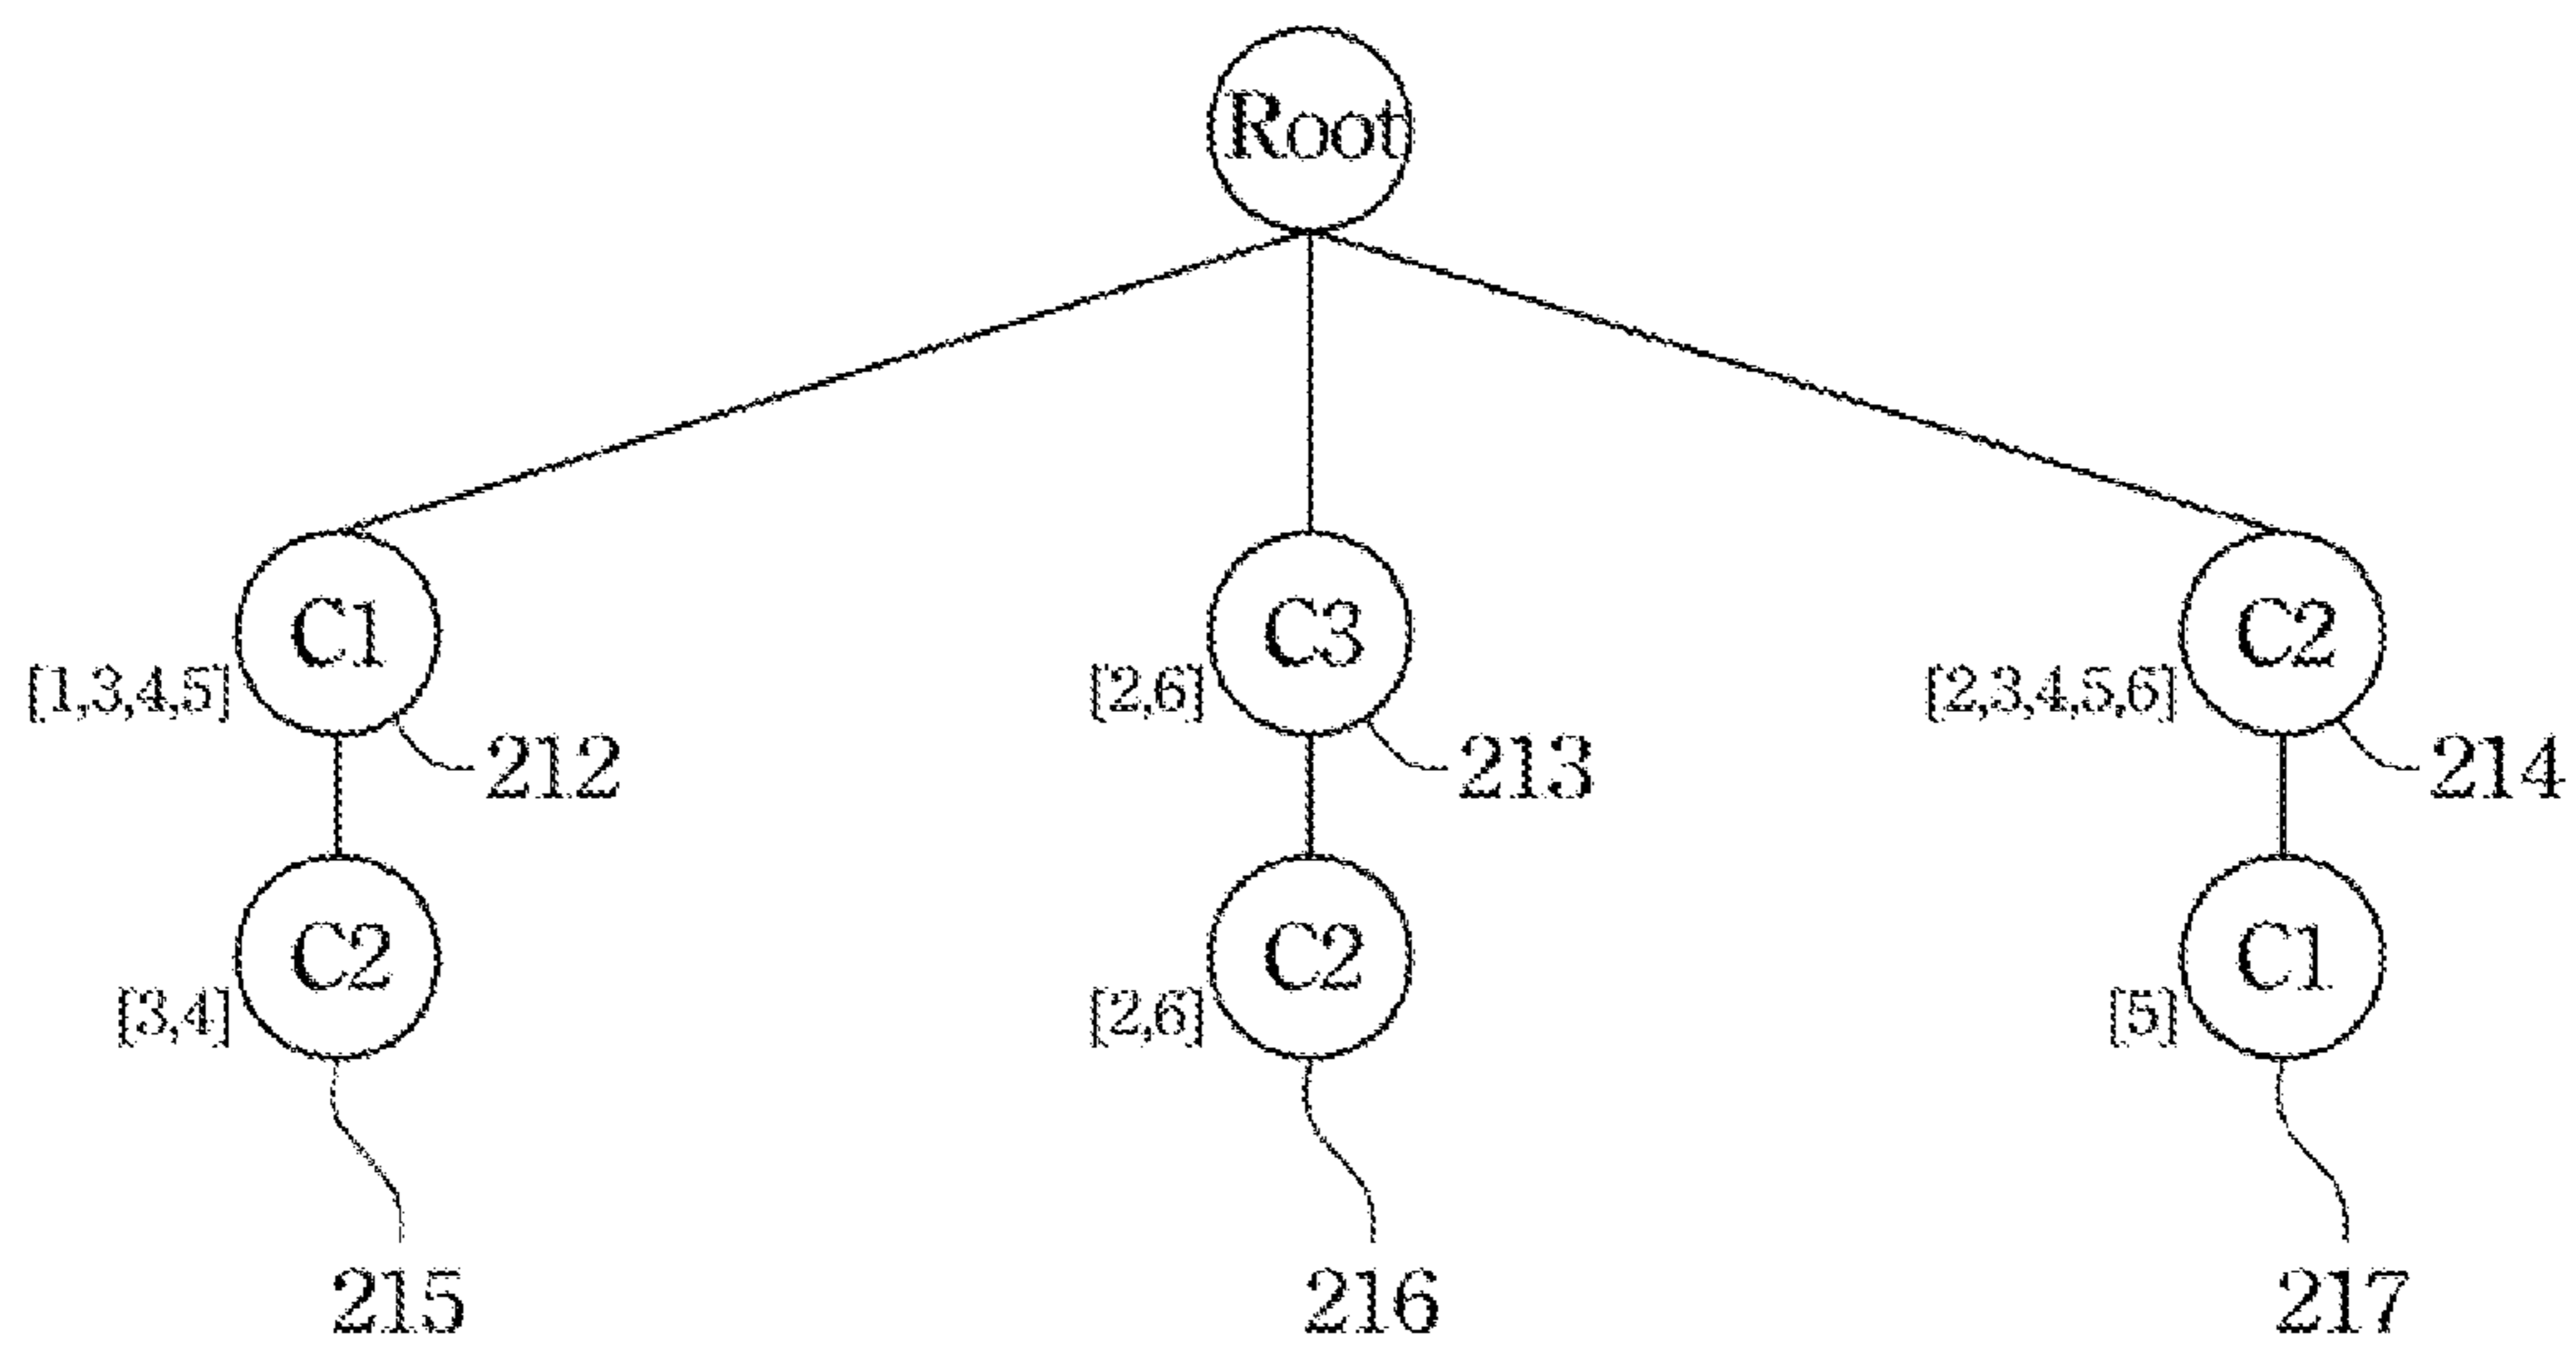 Root
C1
C3
C2
[1,3,4,5]
[2,6]
[2,3,4,5,6]
212
213
214
C2
C2
C1
[3,4]
[2,6]
[5]
215
216
217